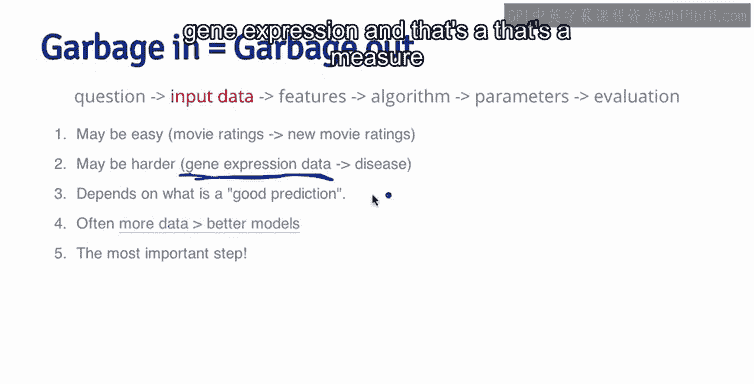 gene expression and that's a that's a
measure
Garbage in = Garbage out
question -> input data -> features -> algorithm -> parameters -> evaluation
1. May be easy (movie ratings -> new movie ratings)
2. May be harder (gene expression data -> disease)
3. Depends on what is a "good prediction".
4. Often more data > better models
5. The most important step!